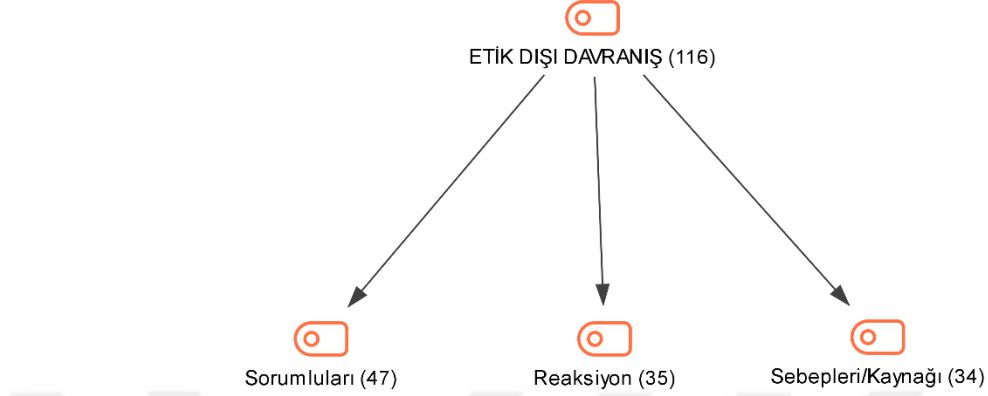 ETİK DIŞI DAVRANIŞ (116)
Sorumluları (47)
Reaksiyon (35)
Sebepleri/Kaynağı (34)